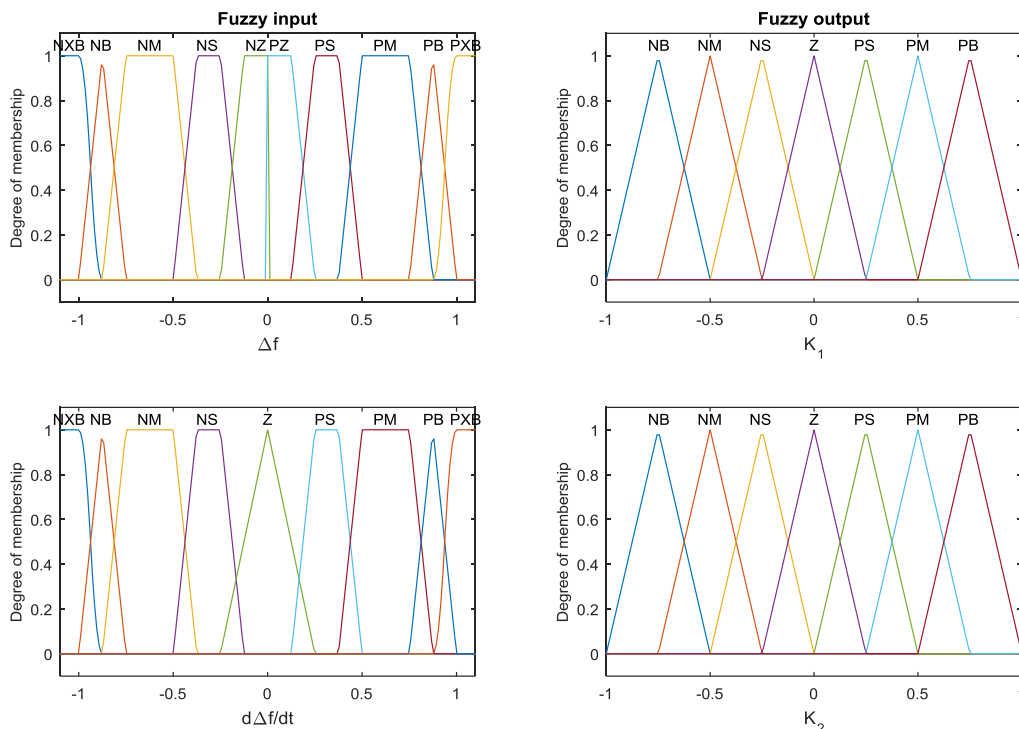 Fuzzy input
NXB NB NM NS NZ PZ PS PM PB PXB
Degree of membership
1
0.8
0.6
0.4
0.2
0
-1 -0.5 0 0.5 1
Δf
Fuzzy output
NB NM NS Z PS PM PB
Degree of membership
1
0.8
0.6
0.4
0.2
0
-1 -0.5 0 0.5 1
K1
NXB NB NM NS Z PS PM PB PXB
Degree of membership
1
0.8
0.6
0.4
0.2
0
-1 -0.5 0 0.5 1
dΔf/dt
NB NM NS Z PS PM PB
Degree of membership
1
0.8
0.6
0.4
0.2
0
-1 -0.5 0 0.5 1
K2